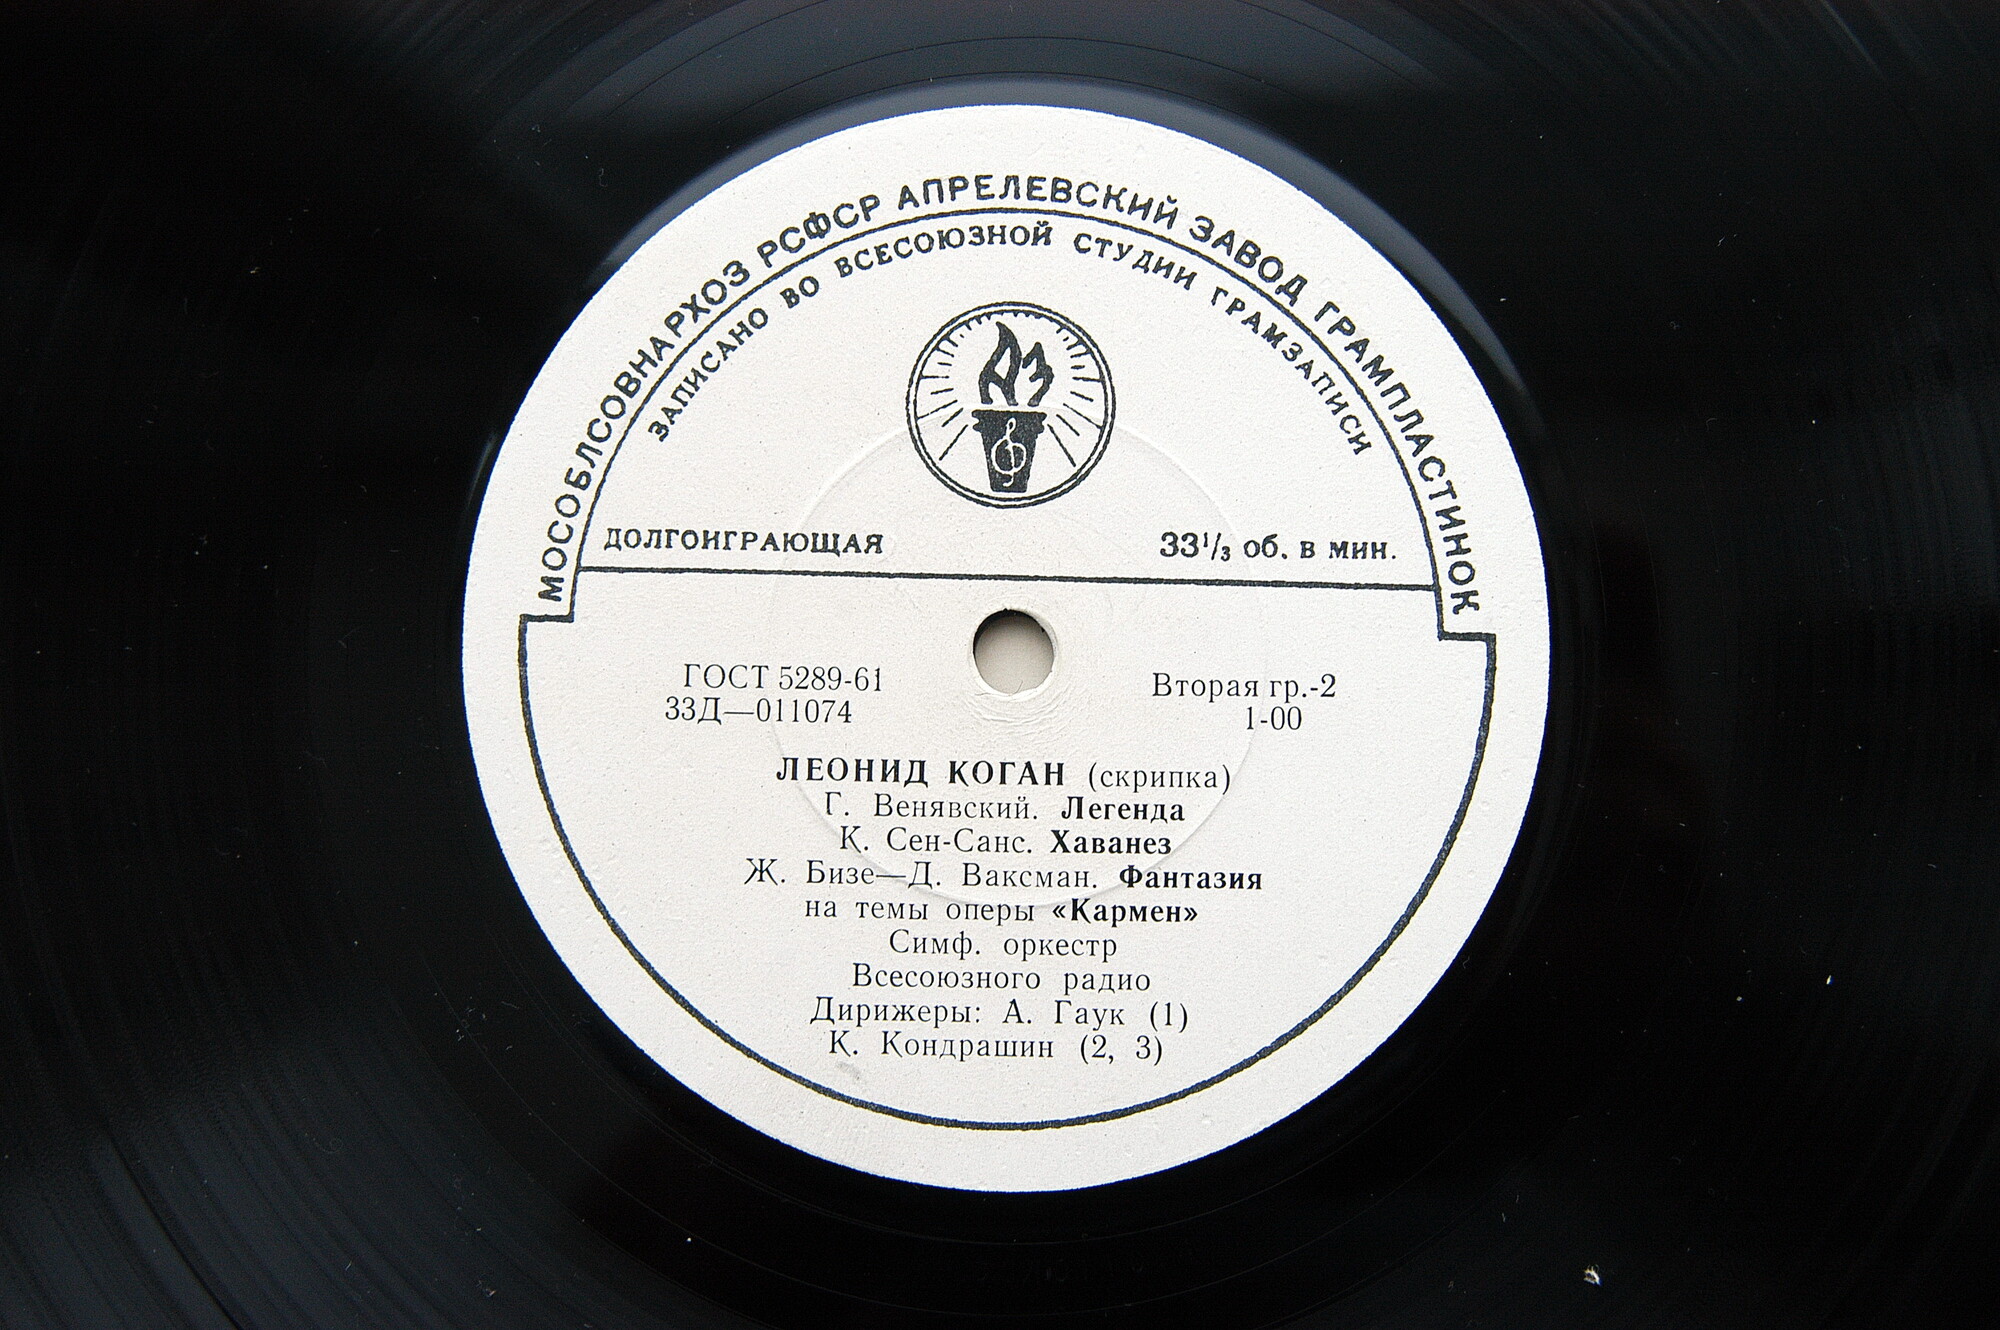 МОСОБЛСОВНАРХОЗ РСФСР АПРЕЛЕВСКИЙ ЗАВОД ГРАМПЛАСТИНОК
ЗАПИСАНО ВО ВСЕСОЮЗНОЙ СТУДИИ ГРАМЗАПИСИ
ДОЛГОИГРАЮЩАЯ 33 1/3 об. в мин.
ГОСТ 5289-61 Вторая гр.-2
33Д—011074 1-00
ЛЕОНИД КОГАН (скрипка)
Г. Венявский. Легенда
К. Сен-Санс. Хаванез
Ж. Бизе—Д. Ваксман. Фантазия
на темы оперы «Кармен»
Симф. оркестр
Всесоюзного радио
Дирижеры: А. Гаук (1)
К. Кондрашин (2, 3)